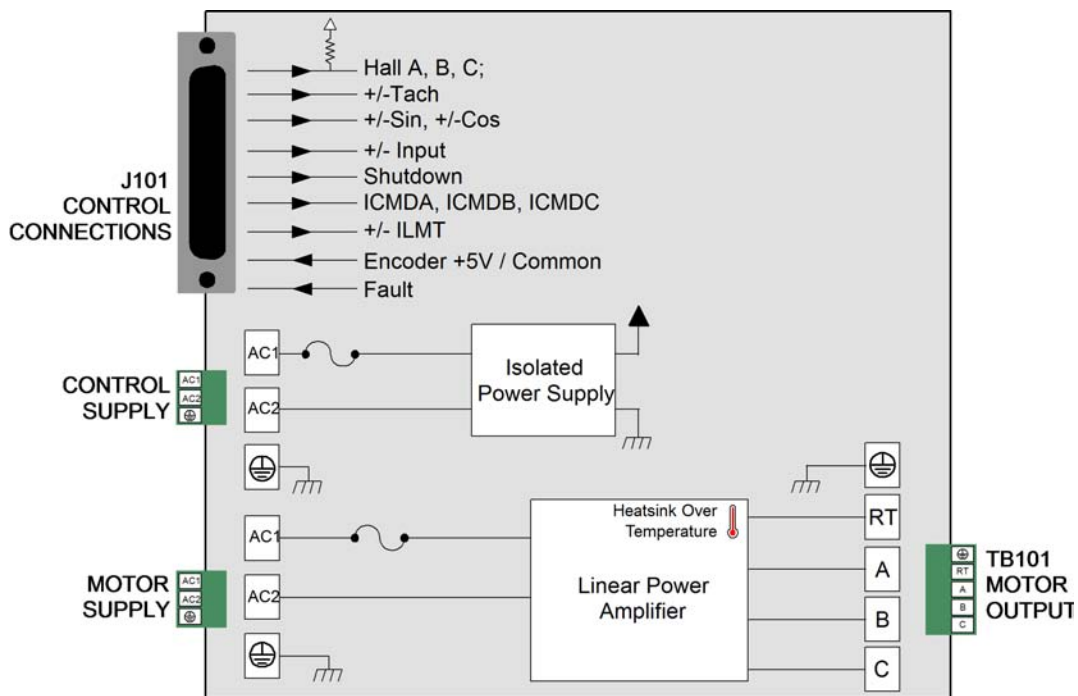 J101
CONTROL
CONNECTIONS
Hall A, B, C;
+/-Tach
+/-Sin, +/-Cos
+/- Input
Shutdown
ICMDA, ICMDB, ICMDC
+/- ILMT
Encoder +5V / Common
Fault
CONTROL
SUPPLY
AC1
AC2
AC1
AC2
Isolated
Power Supply
MOTOR
SUPPLY
AC1
AC2
AC1
AC2
Heatsink Over
Temperature
Linear Power
Amplifier
RT
A
B
C
RT
A
B
C
TB101
MOTOR
OUTPUT